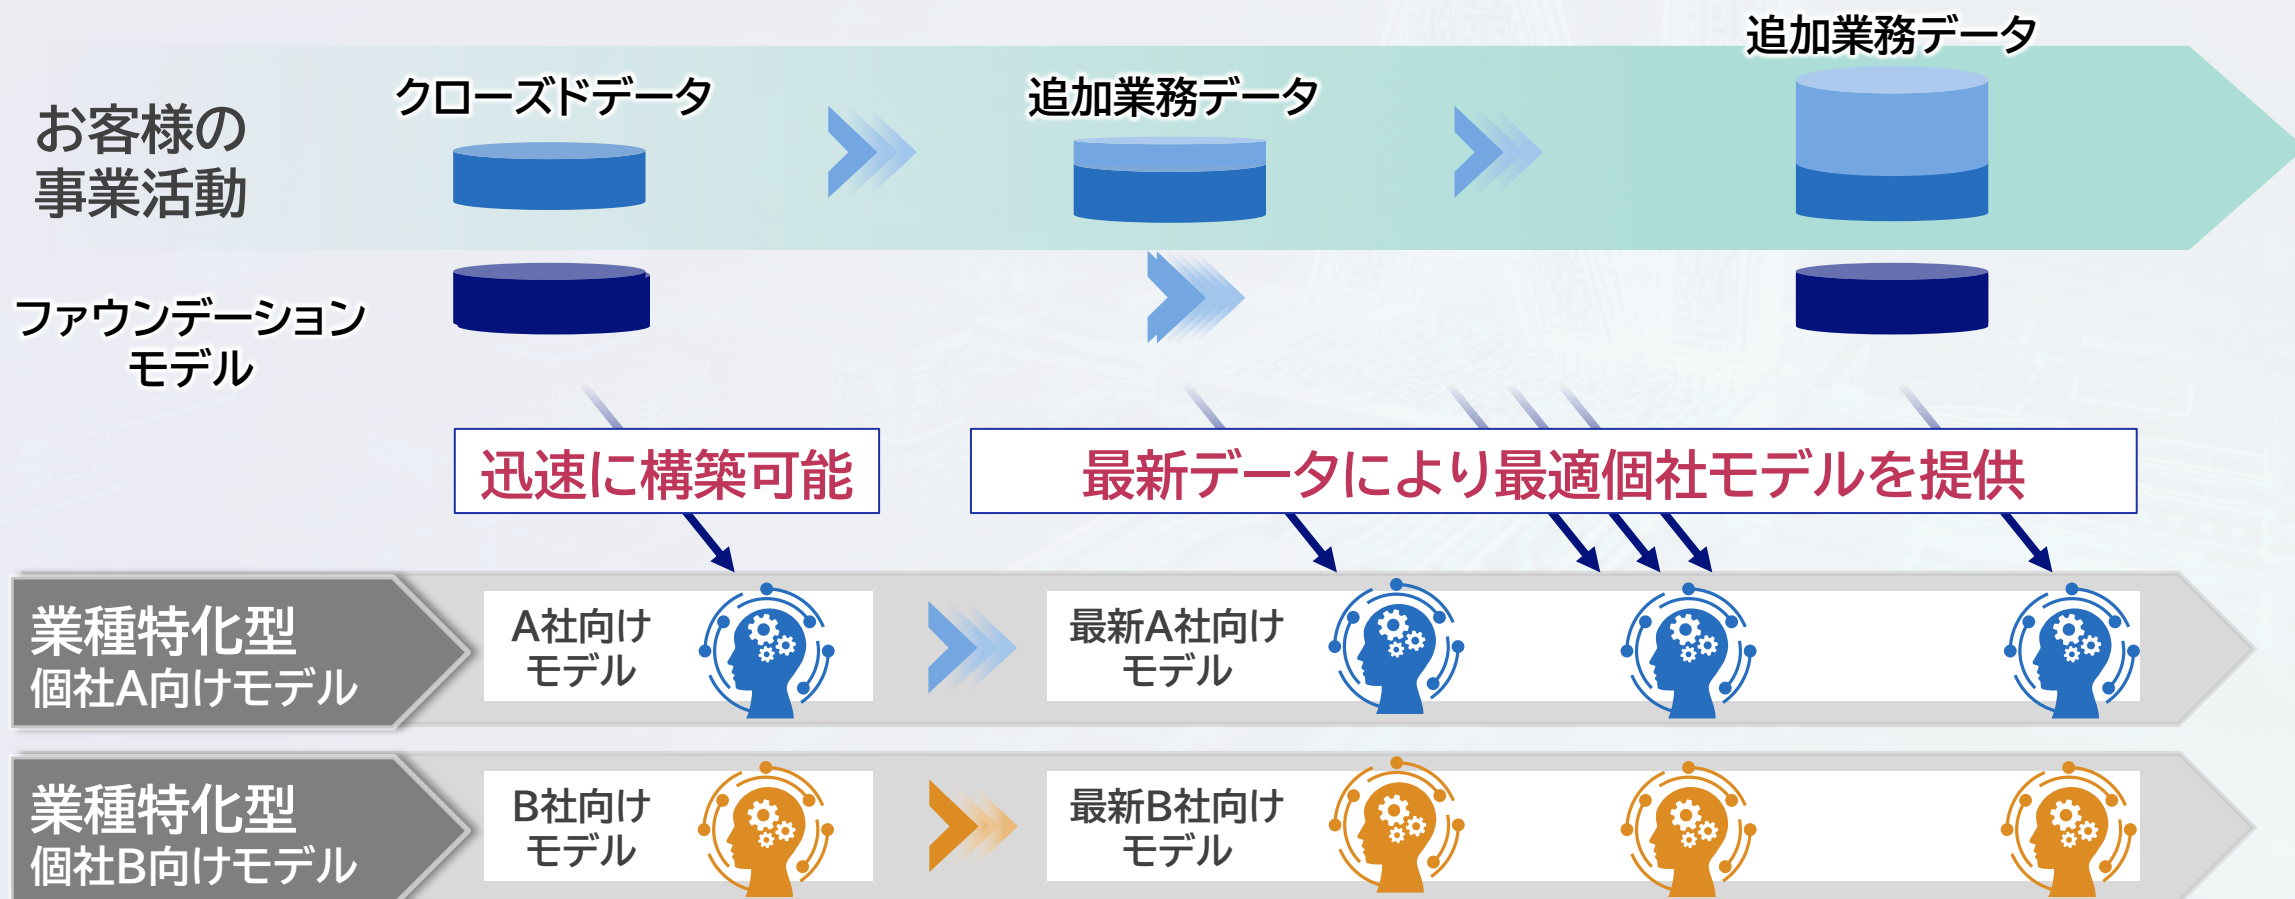 追加業務データ
クローズドデータ
追加業務データ
お客様の
事業活動
ファウンデーション
モデル
迅速に構築可能
最新データにより最適個社モデルを提供
業種特化型
個社A向けモデル
A社向け
モデル
最新A社向け
モデル
業種特化型
個社B向けモデル
B社向け
モデル
最新B社向け
モデル